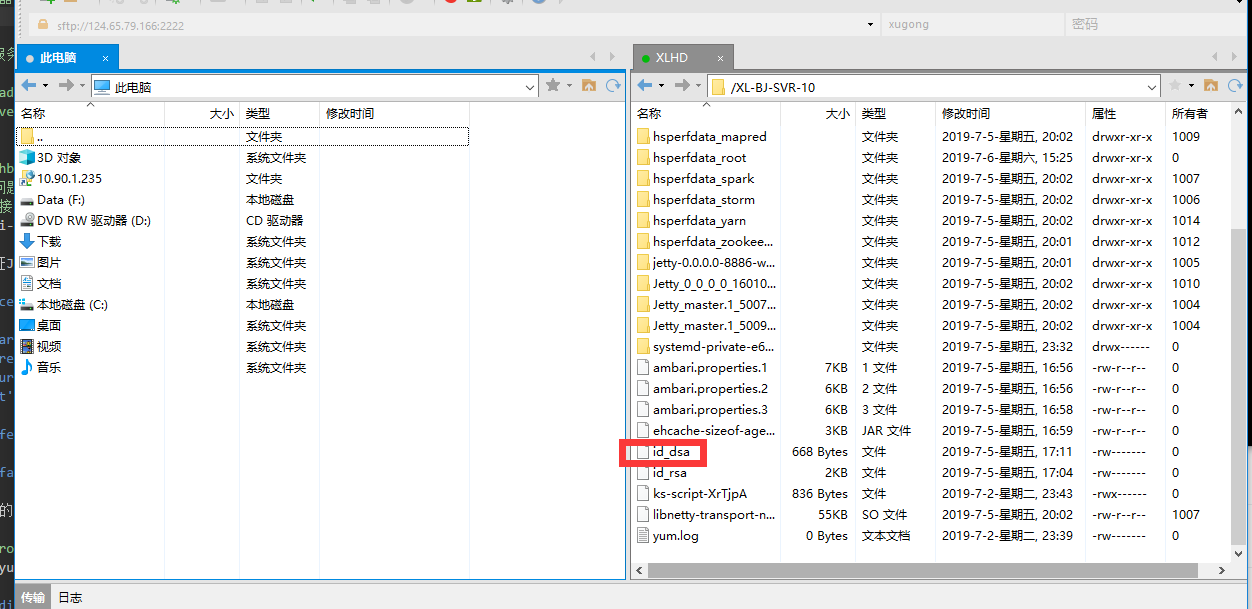 sftp://124.65.79.166:2222 xugong 密码
此电脑 × XLHD ×
此电脑 /XL-BJ-SVR-10
名称 大小 类型 修改时间 名称 大小 类型 修改时间 属性 所有者
.. 文件夹 hsperfdata_mapred 文件夹 2019-7-5-星期五, 20:02 drwxr-xr-x 1009
3D 对象 系统文件夹 hsperfdata_root 文件夹 2019-7-6-星期六, 15:25 drwxr-xr-x 0
10.90.1.235 文件夹 hsperfdata_spark 文件夹 2019-7-5-星期五, 20:02 drwxr-xr-x 1007
Data (F:) 本地磁盘 hsperfdata_storm 文件夹 2019-7-5-星期五, 20:02 drwxr-xr-x 1006
DVD RW 驱动器 (D:) CD 驱动器 hsperfdata_yarn 文件夹 2019-7-5-星期五, 20:02 drwxr-xr-x 1014
下载 系统文件夹 hsperfdata_zookee... 文件夹 2019-7-5-星期五, 20:01 drwxr-xr-x 1012
图片 系统文件夹 jetty-0.0.0.0-8886-w... 文件夹 2019-7-5-星期五, 20:01 drwxr-xr-x 1005
文档 系统文件夹 Jetty_0_0_0_0_16010... 文件夹 2019-7-5-星期五, 20:02 drwxr-xr-x 1010
本地磁盘 (C:) 本地磁盘 Jetty_master.1_5007... 文件夹 2019-7-5-星期五, 20:02 drwxr-xr-x 1004
桌面 系统文件夹 Jetty_master.1_5009... 文件夹 2019-7-5-星期五, 20:02 drwxr-xr-x 1004
视频 系统文件夹 systemd-private-e6... 文件夹 2019-7-5-星期五, 23:32 drwx------ 0
音乐 系统文件夹 ambari.properties.1 7KB 1 文件 2019-7-5-星期五, 16:56 -rw-r--r-- 0
ambari.properties.2 6KB 2 文件 2019-7-5-星期五, 16:56 -rw-r--r-- 0
ambari.properties.3 6KB 3 文件 2019-7-5-星期五, 16:58 -rw-r--r-- 0
ehcache-sizeof-age... 3KB JAR 文件 2019-7-5-星期五, 16:59 -rw-r--r-- 0
id_dsa 668 Bytes 文件 2019-7-5-星期五, 17:11 -rw------- 0
id_rsa 2KB 文件 2019-7-5-星期五, 17:04 -rw------- 0
ks-script-XrTjpA 836 Bytes 文件 2019-7-2-星期二, 23:43 -rwx------ 0
libnetty-transport-n... 55KB SO 文件 2019-7-5-星期五, 20:02 -rw-r--r-- 1007
yum.log 0 Bytes 文本文档 2019-7-2-星期二, 23:39 -rw------- 0
传输 日志